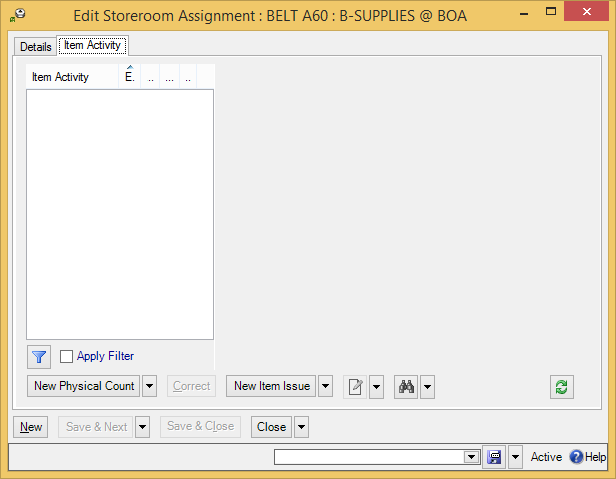 Edit Storeroom Assignment : BELT A60 : B-SUPPLIES @ BOA
Details Item Activity
Item Activity E. .. ... ..
Apply Filter
New Physical Count Correct New Item Issue
New Save & Next Save & Close Close
Active Help